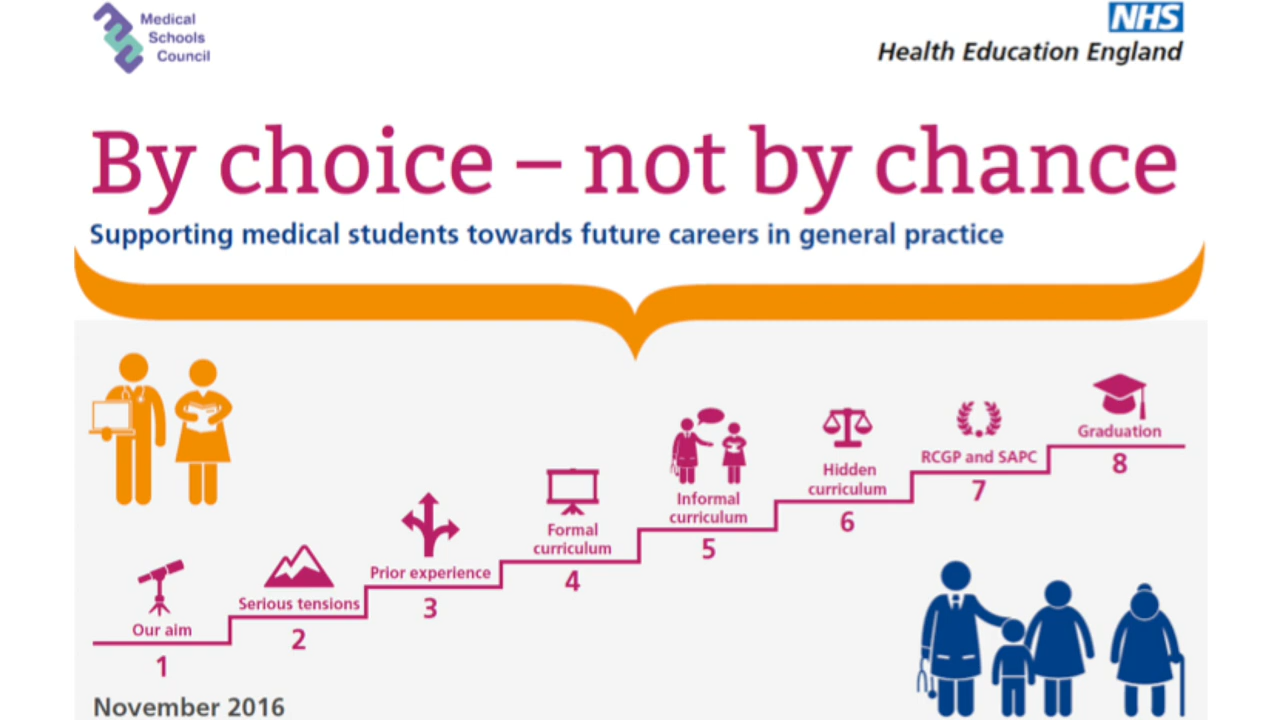 Medical
Schools
Council
NHS
Health Education England
By choice – not by chance
Supporting medical students towards future careers in general practice
Our aim
1
Serious tensions
2
Prior experience
3
Formal
curriculum
4
Informal
curriculum
5
Hidden
curriculum
6
RCGP and SAPC
7
Graduation
8
November 2016